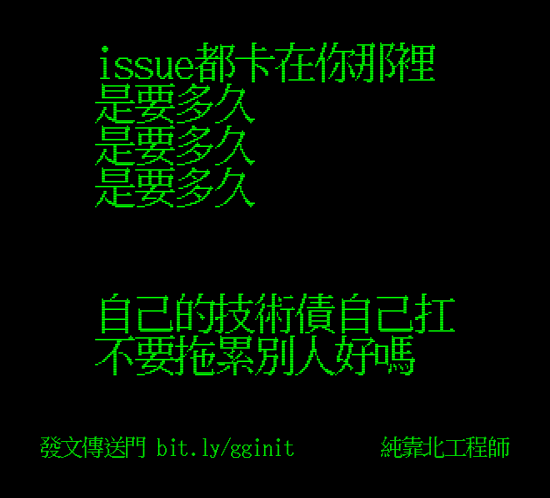 issue都卡在你那裡
是要多久
是要多久
是要多久
自己的技術債自己扛
不要拖累別人好嗎
發文傳送門 bit.ly/gginit 純靠北工程師